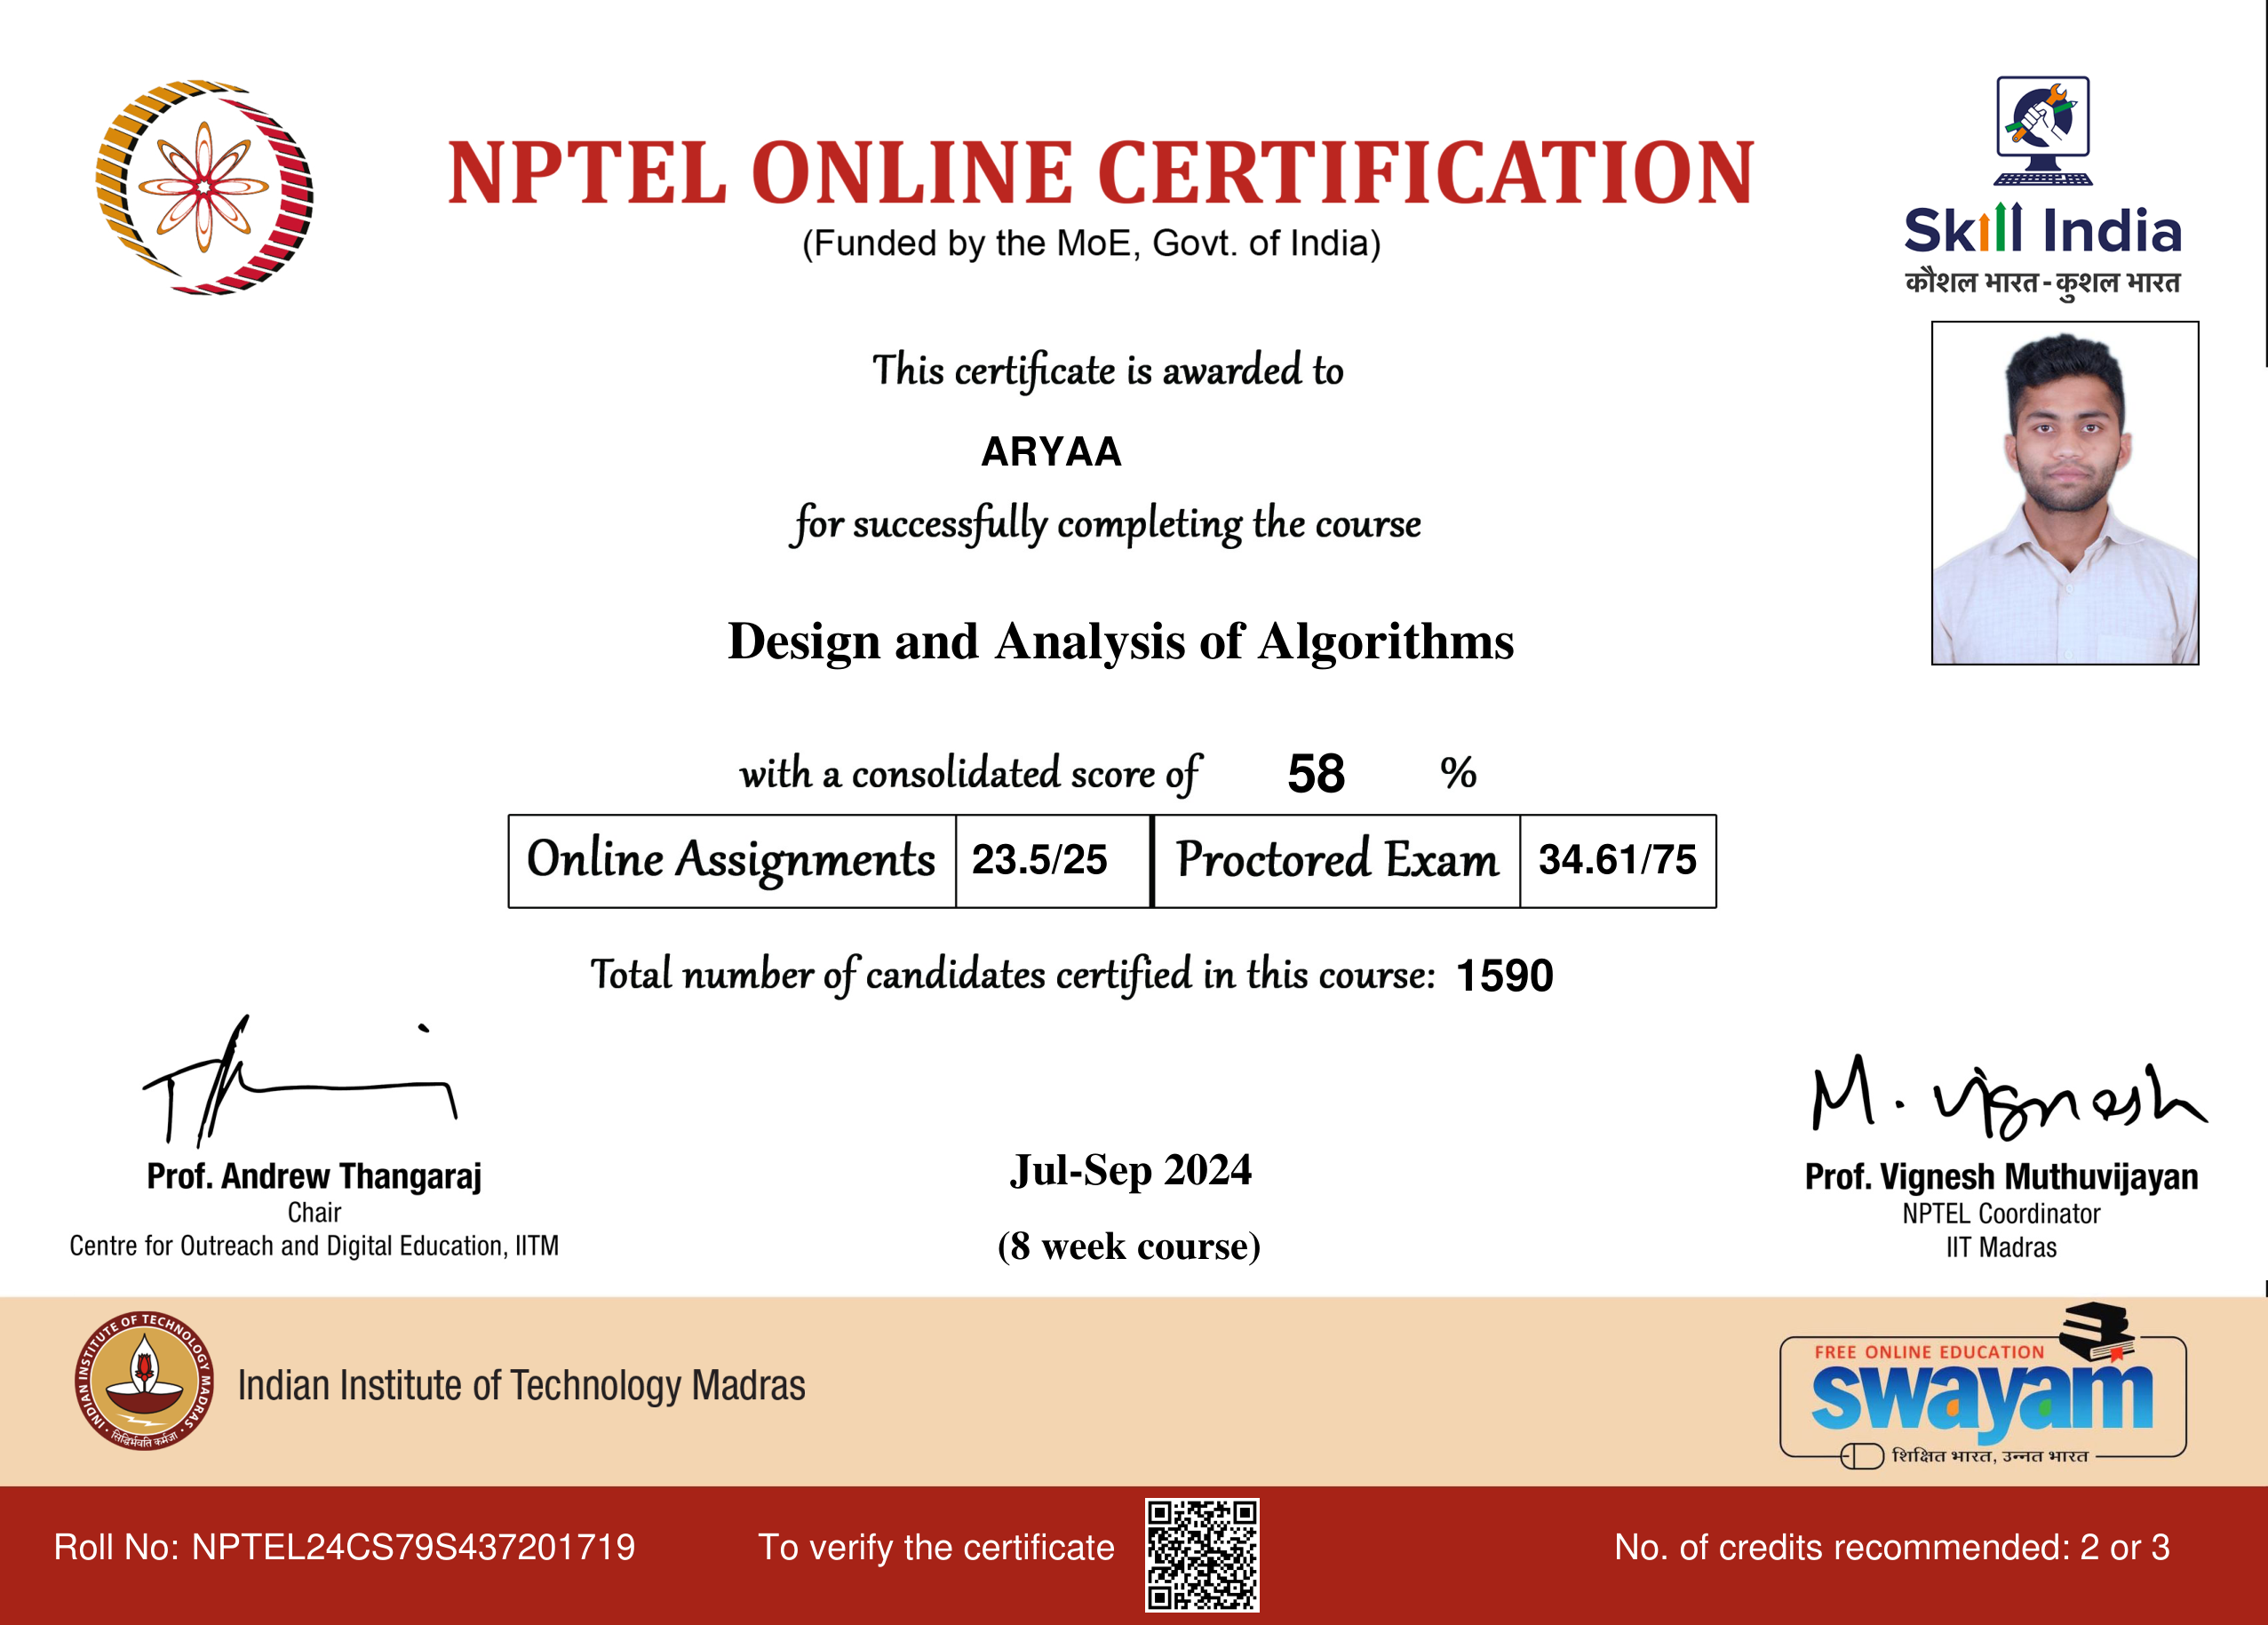 NPTEL ONLINE CERTIFICATION
(Funded by the MoE, Govt. of India)
Skill India
कौशल भारत - कुशल भारत
This certificate is awarded to
ARYAA
for successfully completing the course
Design and Analysis of Algorithms
with a consolidated score of 58 %
Online Assignments 23.5/25 Proctored Exam 34.61/75
Total number of candidates certified in this course: 1590
M. Vignesh
Prof. Andrew Thangaraj
Chair
Centre for Outreach and Digital Education, IITM
Jul-Sep 2024
(8 week course)
Prof. Vignesh Muthuvijayan
NPTEL Coordinator
IIT Madras
INDIAN INSTITUTE OF TECHNOLOGY MADRAS
सिद्धिर्भवति कर्मजा
Indian Institute of Technology Madras
FREE ONLINE EDUCATION
swayam
शिक्षित भारत, उन्नत भारत
Roll No: NPTEL24CS79S437201719
To verify the certificate
No. of credits recommended: 2 or 3